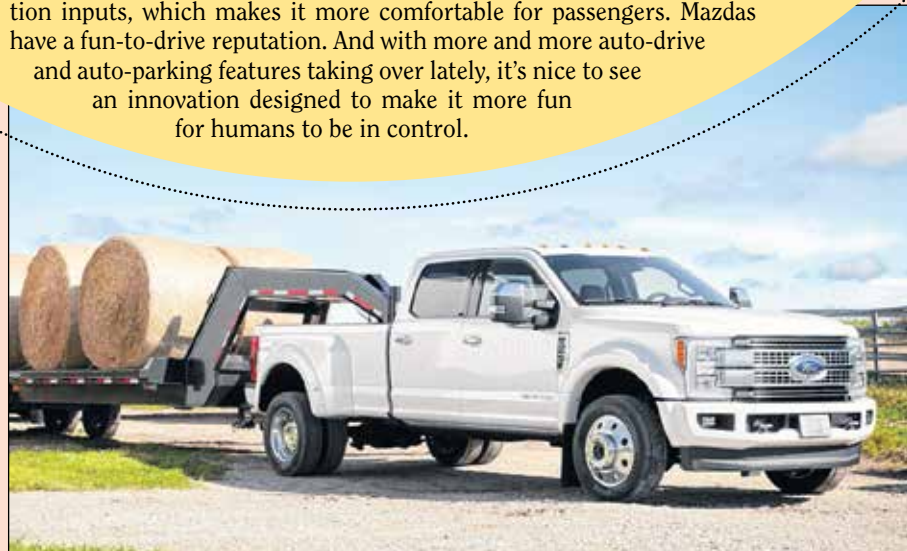 tion inputs, which makes it more comfortable for passengers. Mazdas
have a fun-to-drive reputation. And with more and more auto-drive
and auto-parking features taking over lately, it’s nice to see
an innovation designed to make it more fun
for humans to be in control.